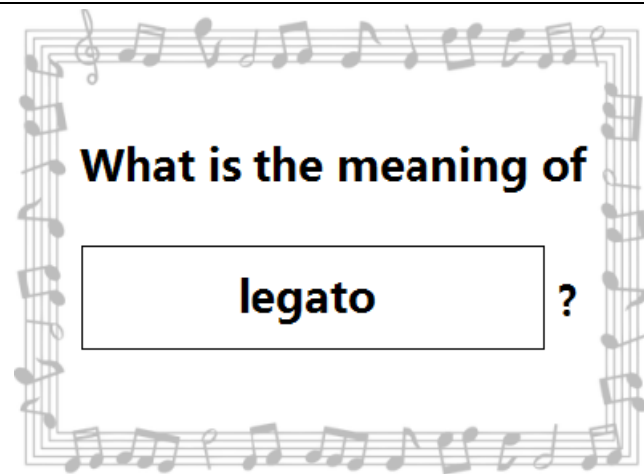 What is the meaning of
legato ?